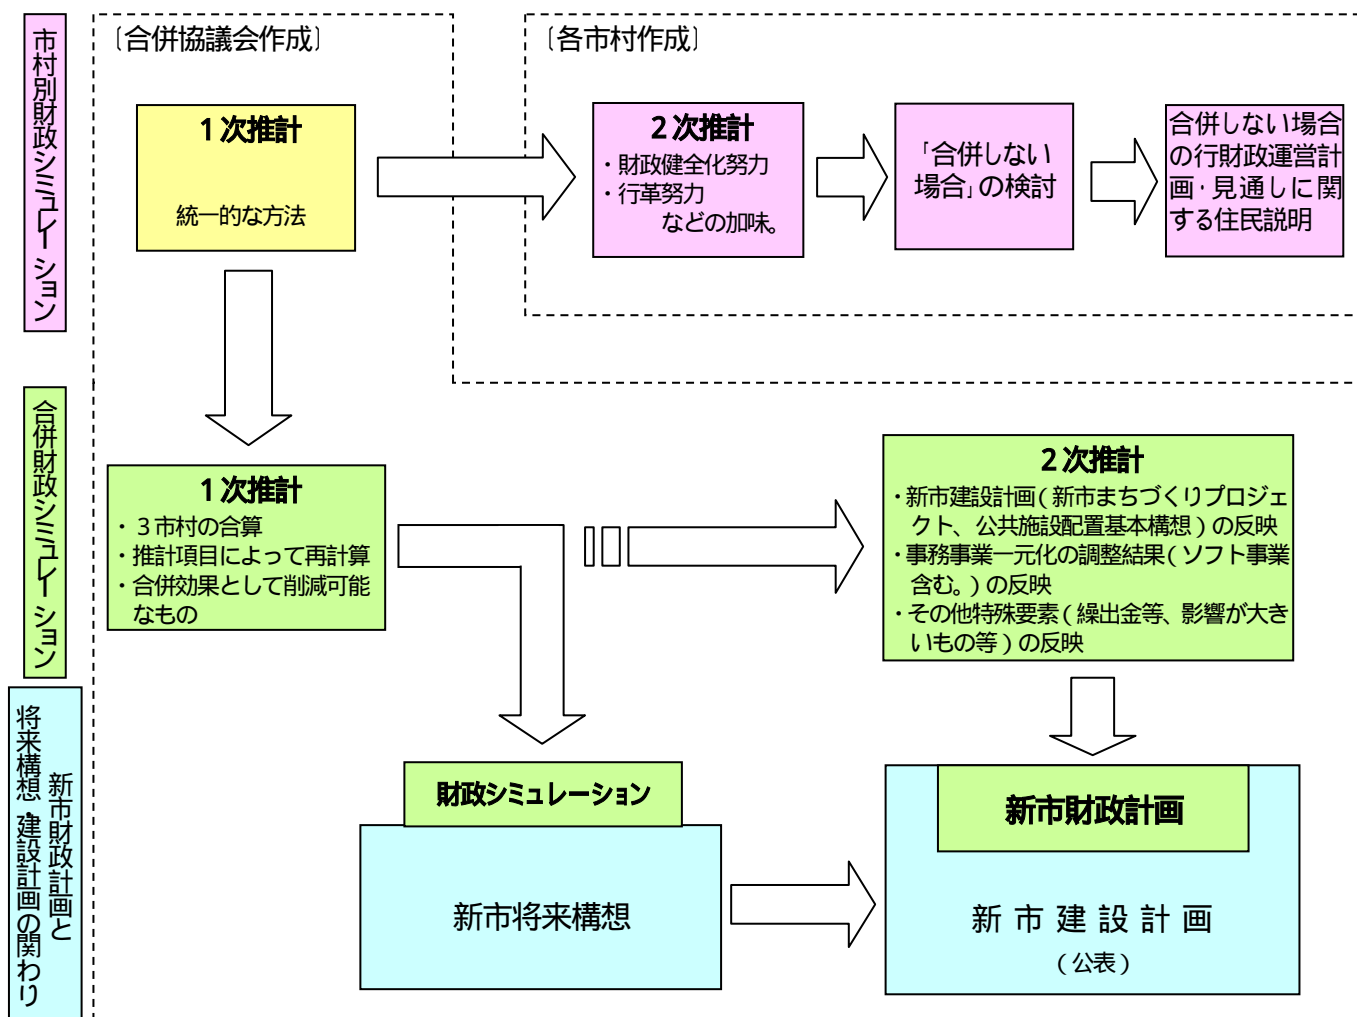 市村別財政シミュレーション
〔合併協議会作成〕
〔各市村作成〕
1次推計
統一的な方法
2次推計
・財政健全化努力
・行革努力
などの加味。
「合併しない
場合」の検討
合併しない場合
の行財政運営計
画・見通しに関
する住民説明
合併財政シミュレーション
1次推計
・3市村の合算
・推計項目によって再計算
・合併効果として削減可能
なもの
2次推計
・新市建設計画(新市まちづくりプロジェ
クト、公共施設配置基本構想)の反映
・事務事業一元化の調整結果(ソフト事業
含む。)の反映
・その他特殊要素(繰出金等、影響が大き
いもの等)の反映
新市財政計画と
将来構想・建設計画の関わり
財政シミュレーション
新市将来構想
新市財政計画
新市建設計画
(公表)